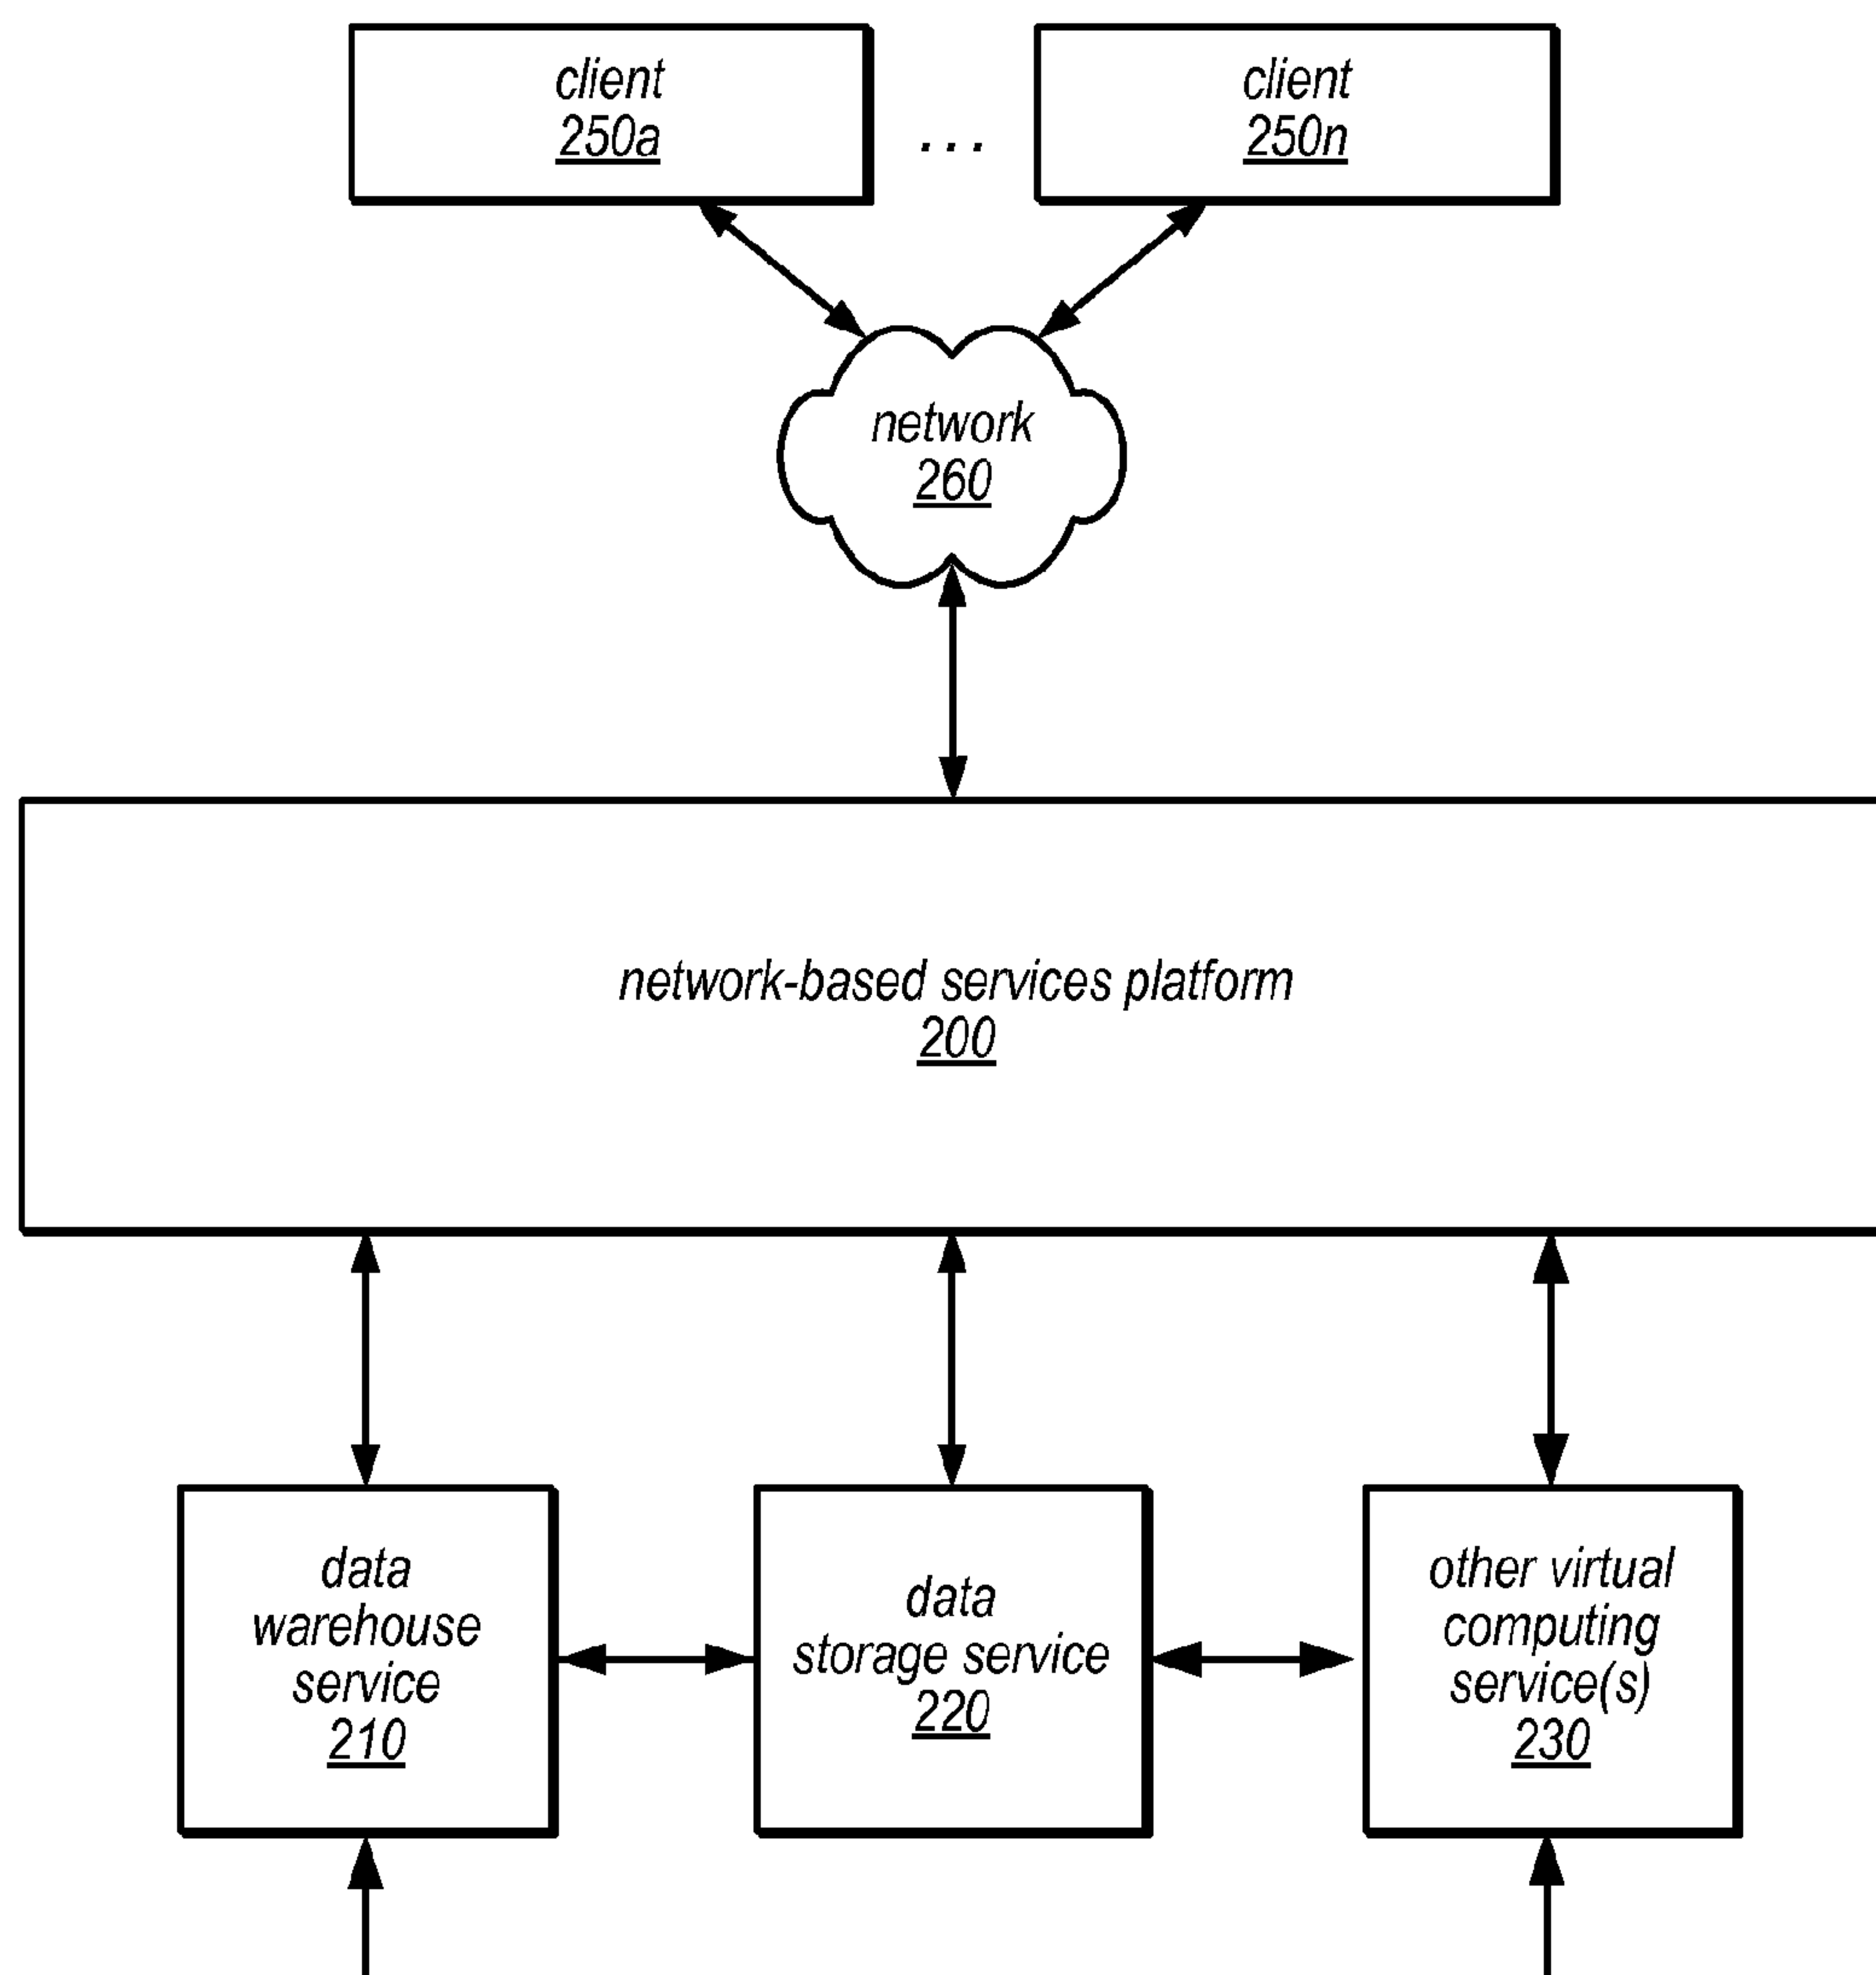 client
250a
...
client
250n
network
260
network-based services platform
200
data
warehouse
service
210
data
storage service
220
other virtual
computing
service(s)
230